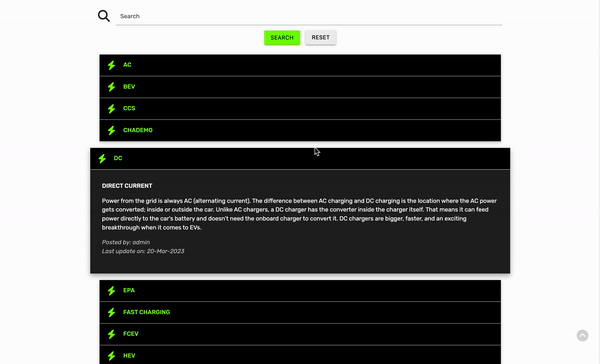 Search
SEARCH
RESET
AC
BEV
CCS
CHADEMO
DC
DIRECT CURRENT
Power from the grid is always AC (alternating current). The difference between AC charging and DC charging is the location where the AC power
gets converted; inside or outside the car. Unlike AC chargers, a DC charger has the converter inside the charger itself. That means it can feed
power directly to the car's battery and doesn't need the onboard charger to convert it. DC chargers are bigger, faster, and an exciting
breakthrough when it comes to EVs.
Posted by: admin
Last update on: 20-Mar-2023
EPA
FAST CHARGING
FCEV
HEV